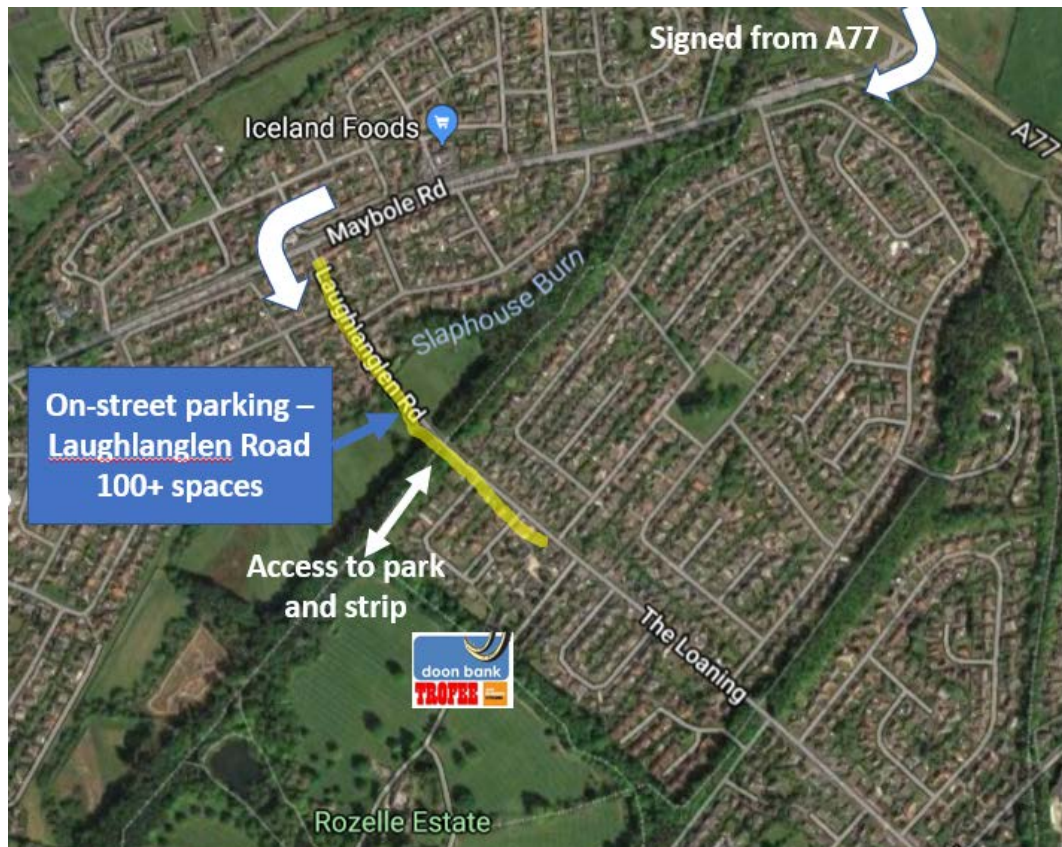 Signed from A77
Iceland Foods
A77
Maybole Rd
Laughlanglen Rd
Slaphouse Burn
On-street parking –
Laughlanglen Road
100+ spaces
Access to park
and strip
doon bank
TROFEE
The Loaning
Rozelle Estate